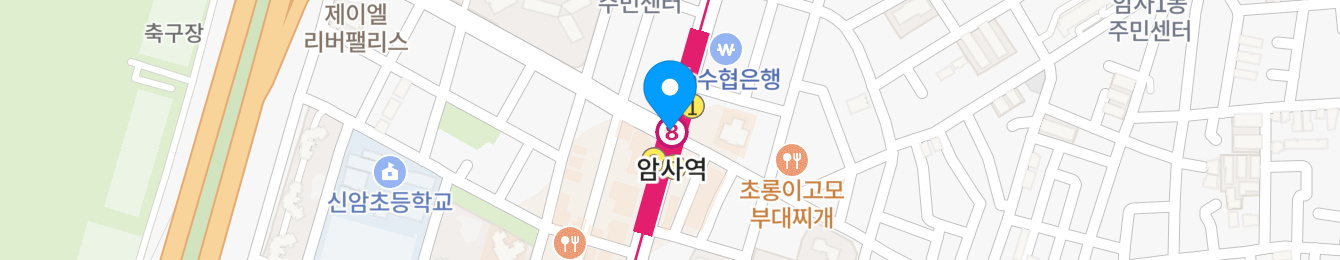 주민센터
암사1동
주민센터
제이엘
리버팰리스
축구장
수협은행
1
8
암사역
신암초등학교
초롱이고모
부대찌개